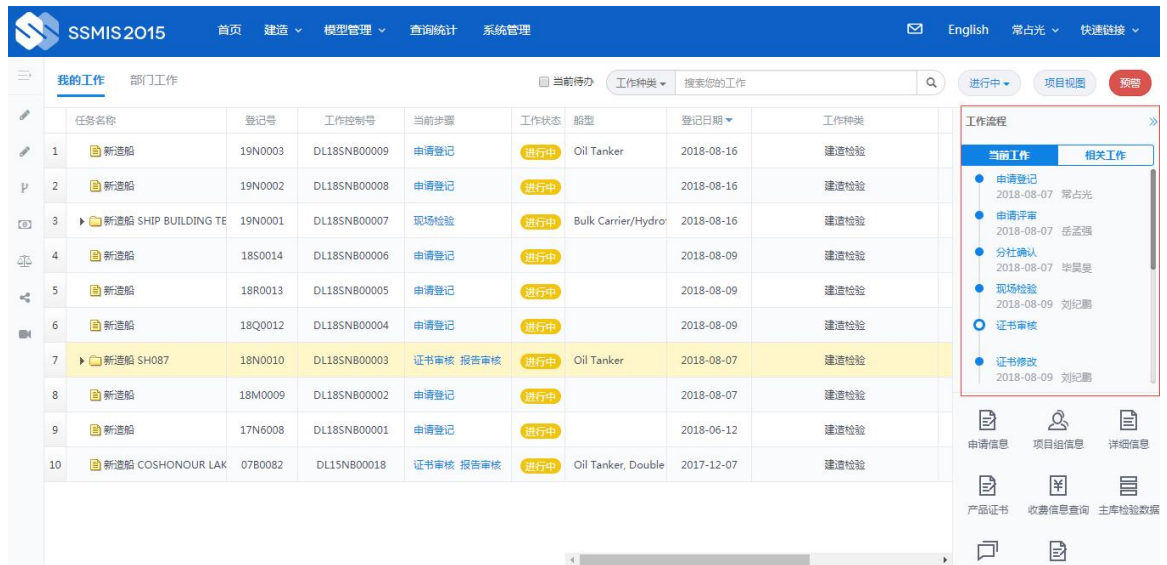 SSMIS2015 首页 建造 模型管理 查询统计 系统管理 English 常占光 快速链接
我的工作 部门工作 当前待办 工作种类 搜索您的工作 进行中 项目视图 预警
任务名称 登记号 工作控制号 当前步骤 工作状态 船型 登记日期 工作种类
1 新造船 19N0003 DL18SNB00009 申请登记 进行中 Oil Tanker 2018-08-16 建造检验
2 新造船 19N0002 DL18SNB00008 申请登记 进行中 2018-08-16 建造检验
3 新造船 SHIP BUILDING TE 19N0001 DL18SNB00007 现场检验 进行中 Bulk Carrier/Hydro 2018-08-16 建造检验
4 新造船 18S0014 DL18SNB00006 申请登记 进行中 2018-08-09 建造检验
5 新造船 18R0013 DL18SNB00005 申请登记 进行中 2018-08-09 建造检验
6 新造船 18Q0012 DL18SNB00004 申请登记 进行中 2018-08-09 建造检验
7 新造船 SH087 18N0010 DL18SNB00003 证书审核 报告审核 进行中 Oil Tanker 2018-08-07 建造检验
8 新造船 18M0009 DL18SNB00002 申请登记 进行中 2018-08-07 建造检验
9 新造船 17N6008 DL18SNB00001 申请登记 进行中 2018-06-12 建造检验
10 新造船 COSHONOUR LAK 07B0082 DL15NB00018 证书审核 报告审核 进行中 Oil Tanker, Double 2017-12-07 建造检验
工作流程
当前工作 相关工作
申请登记
2018-08-07 常占光
申请评审
2018-08-07 岳孟强
分社确认
2018-08-07 毕昊旻
现场检验
2018-08-09 刘纪鹏
证书审核
证书修改
2018-08-09 刘纪鹏
申请信息 项目组信息 详细信息
产品证书 收费信息查询 主库检验数据